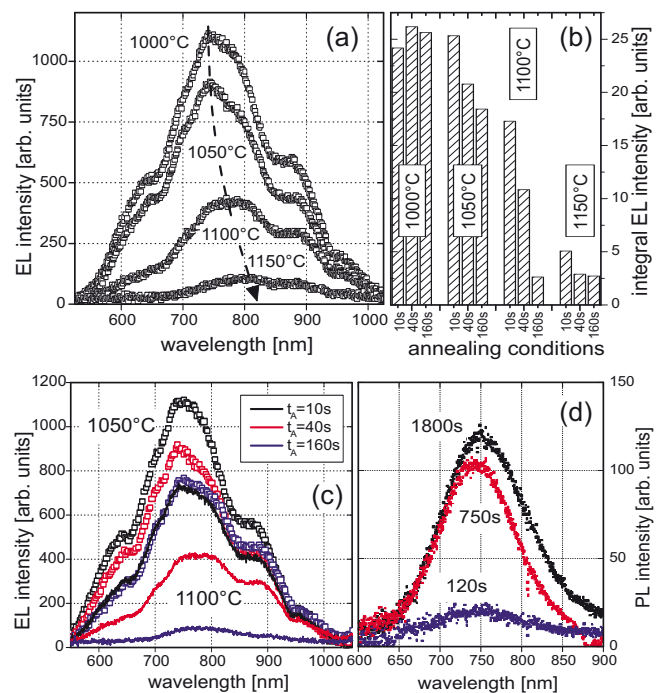 (a)
EL intensity [arb. units]
1000
750
500
250
0
1000°C
1050°C
1100°C
1150°C
600 700 800 900 1000
wavelength [nm]
(b)
1000°C
1050°C
1100°C
1150°C
10s 40s 160s 10s 40s 160s 10s 40s 160s 10s 40s 160s
annealing conditions
25
20
15
10
5
0
integral EL intensity [arb. units]
EL intensity [arb. units]
1200
1000
800
600
400
200
0
1050°C
tA=10s
tA=40s
tA=160s
(c)
1100°C
600 700 800 900 1000
wavelength [nm]
(d)
1800s
750s
120s
600 650 700 750 800 850 900
wavelength [nm]
150
100
50
0
PL intensity [arb. units]